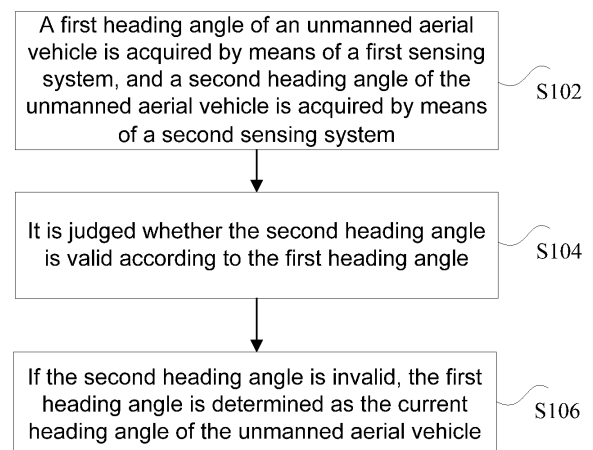 A first heading angle of an unmanned aerial
vehicle is acquired by means of a first sensing
system, and a second heading angle of the
unmanned aerial vehicle is acquired by means
of a second sensing system
S102
It is judged whether the second heading angle
is valid according to the first heading angle
S104
If the second heading angle is invalid, the first
heading angle is determined as the current
heading angle of the unmanned aerial vehicle
S106